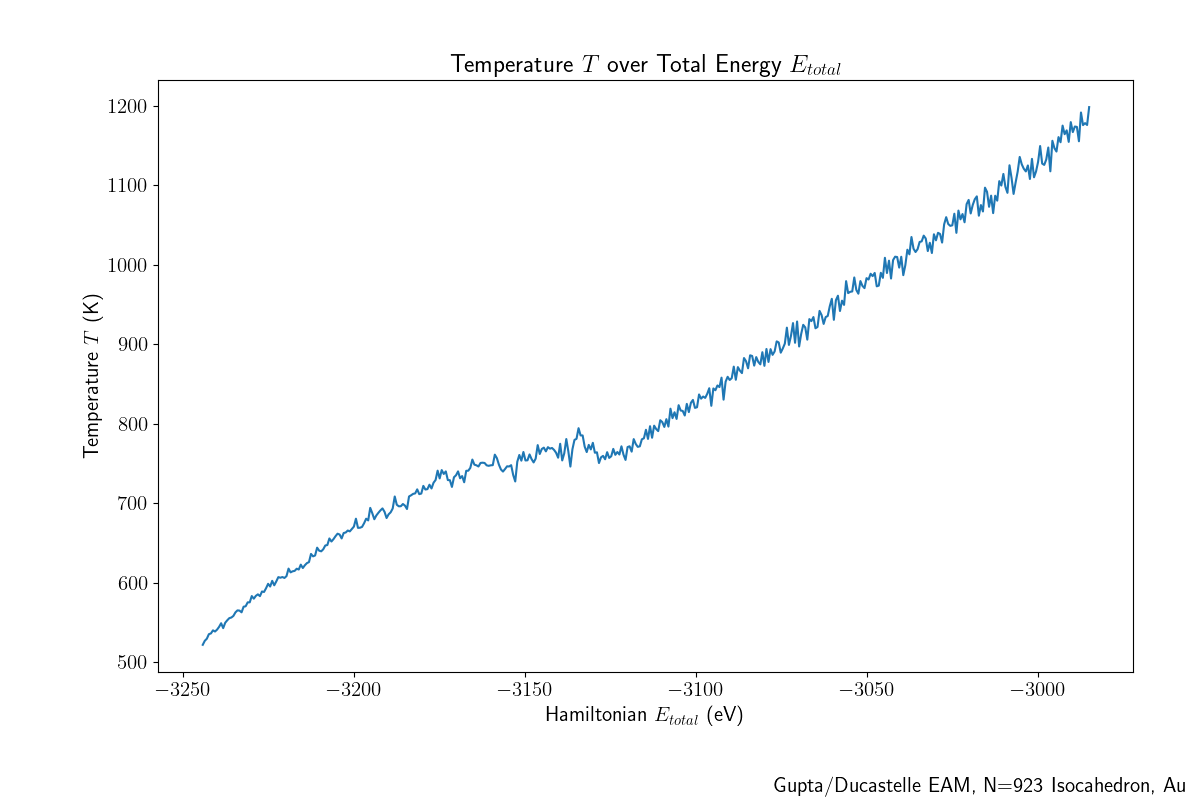 Temperature T over Total Energy E_total
1200
1100
1000
900
800
700
600
500
Temperature T (K)
−3250 −3200 −3150 −3100 −3050 −3000
Hamiltonian E_total (eV)
Gupta/Ducastelle EAM, N=923 Isocahedron, Au